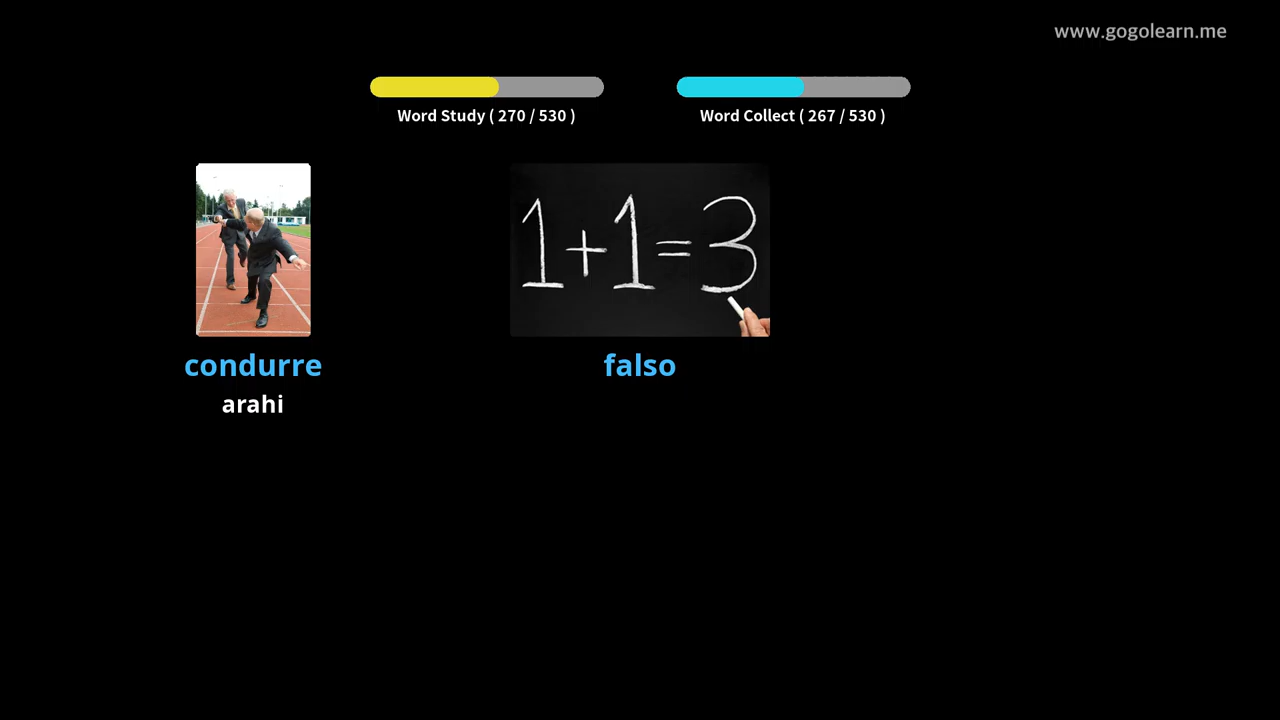 www.gogolearn.me
Word Study ( 270 / 530 )
Word Collect ( 267 / 530 )
1+1=3
condurre
falso
arahi